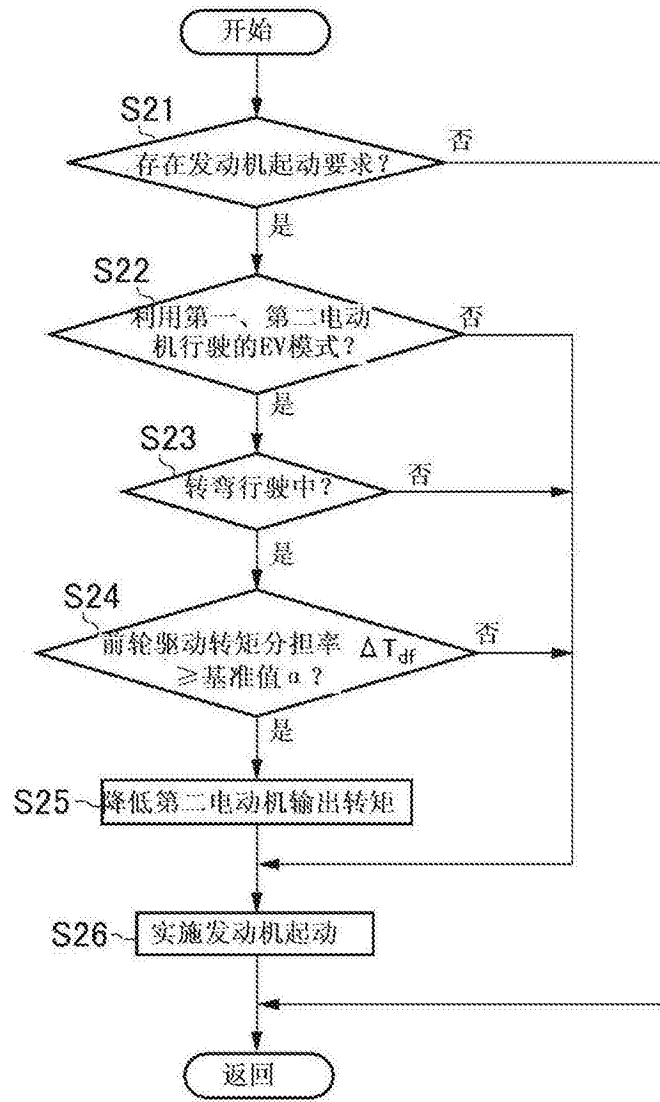 开始
S21
存在发动机起动要求?
否
是
S22
利用第一、第二电动
机行驶的EV模式?
否
是
S23
转弯行驶中?
否
是
S24
前轮驱动转矩分担率 ΔTdf
≥基准值α?
否
是
S25
降低第二电动机输出转矩
S26
实施发动机起动
返回